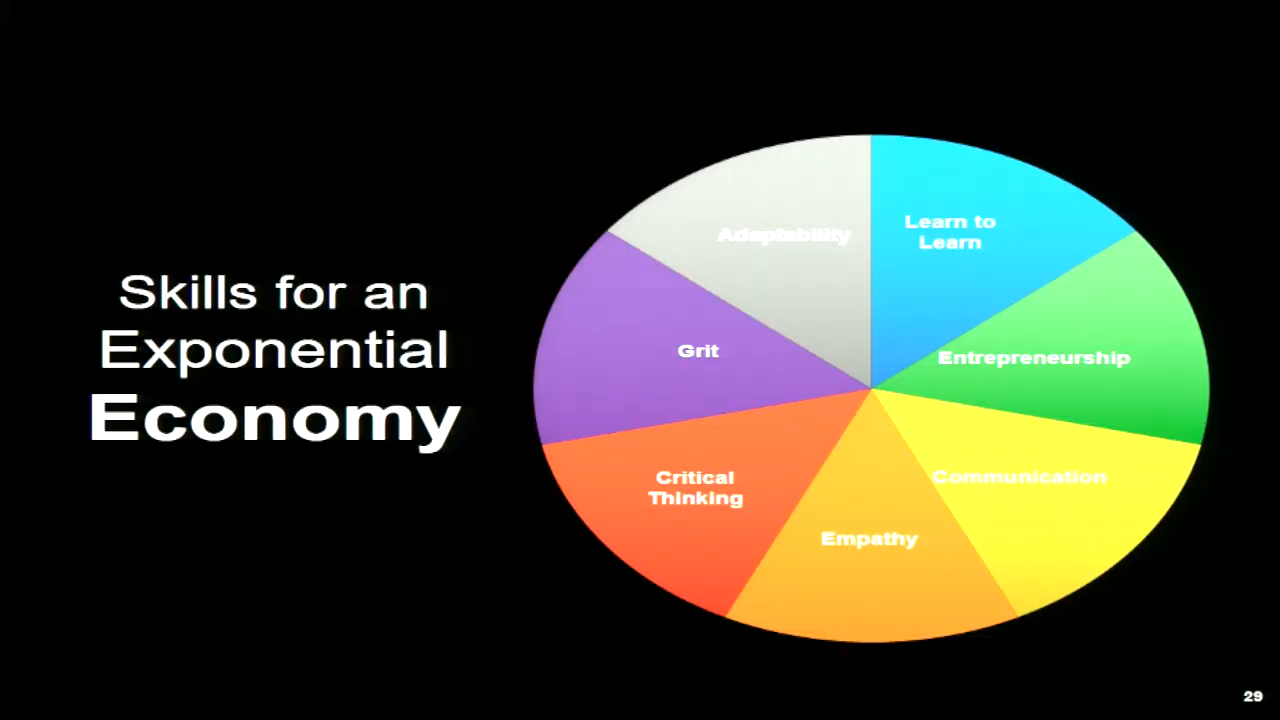 Skills for an
Exponential
Economy
Adaptability
Learn to
Learn
Grit
Entrepreneurship
Critical
Thinking
Communication
Empathy
29